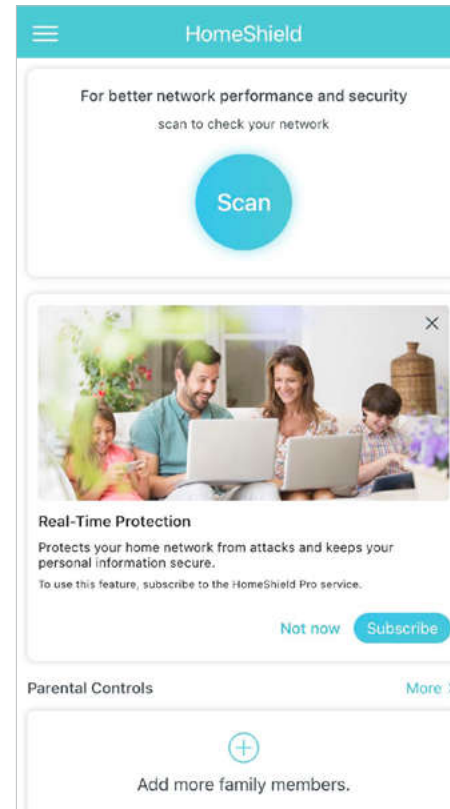 HomeShield
For better network performance and security
scan to check your network
Scan
Real-Time Protection
Protects your home network from attacks and keeps your
personal information secure.
To use this feature, subscribe to the HomeShield Pro service.
Not now Subscribe
Parental Controls More
Add more family members.